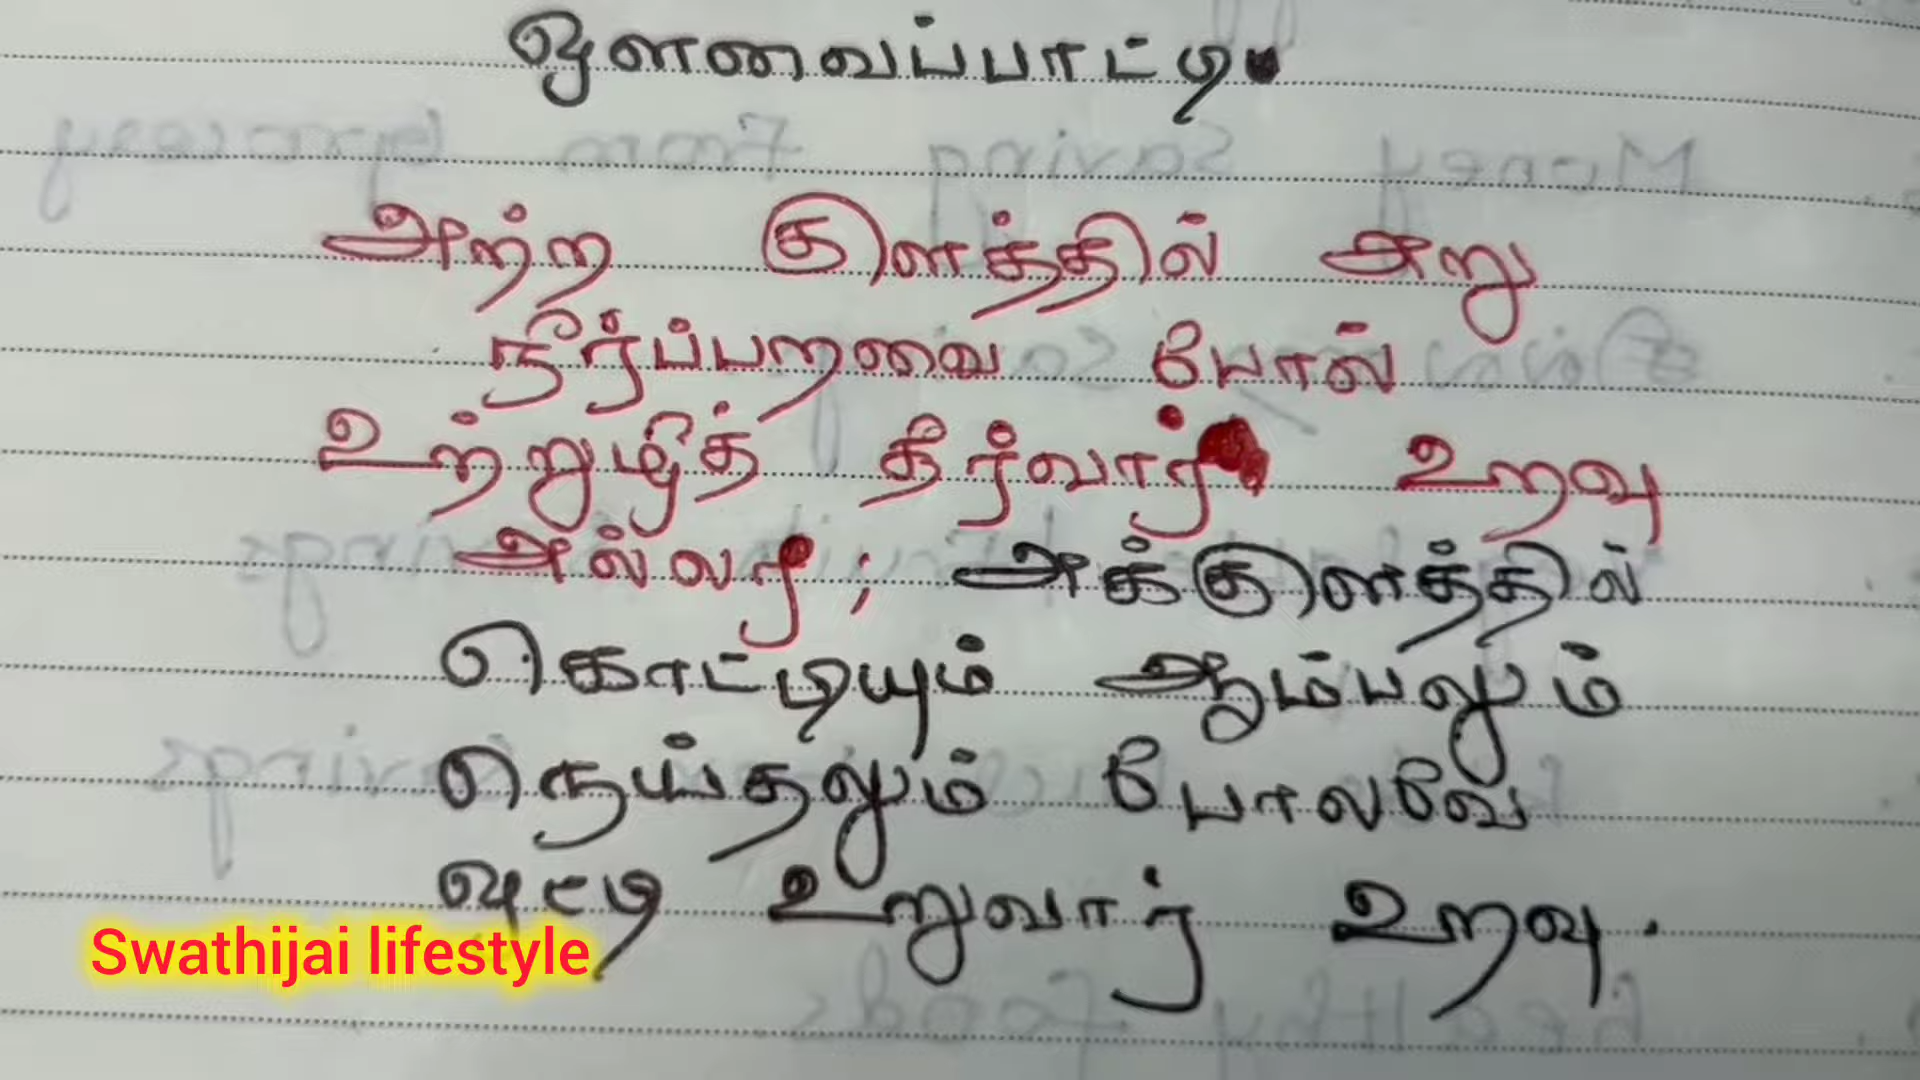 ஔவைப்பாட்டி
அற்ற குளத்தில் அறு
நீர்ப்பறவை போல்
உற்றுழித் தீர்வார் உறவு
அல்லர்; அக்குளத்தில்
கொட்டியும் ஆம்பலும்
நெய்தலும் போலவே
ஒட்டி உறுவார் உறவு.
Swathijai lifestyle